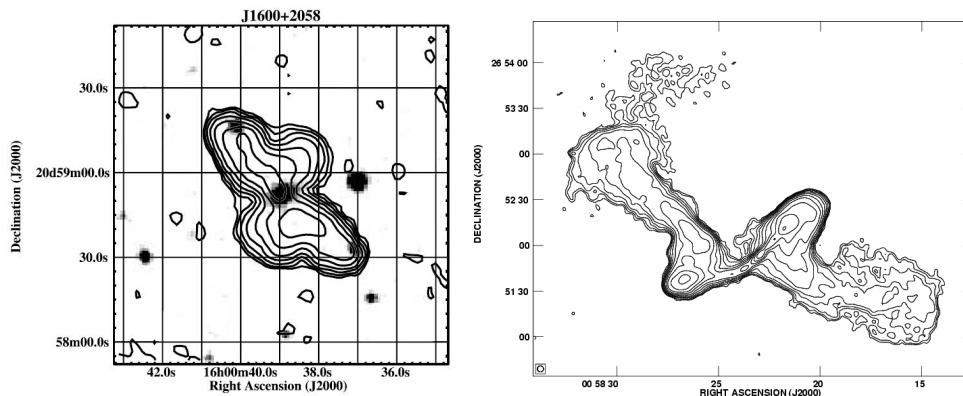 J1600+2058
Declination (J2000)
30.0s
20d59m00.0s
30.0s
58m00.0s
42.0s 16h00m40.0s 38.0s 36.0s
Right Ascension (J2000)
DECLINATION (J2000)
26 54 00
53 30
00
52 30
00
51 30
00
00 58 30 25 20 15
RIGHT ASCENSION (J2000)